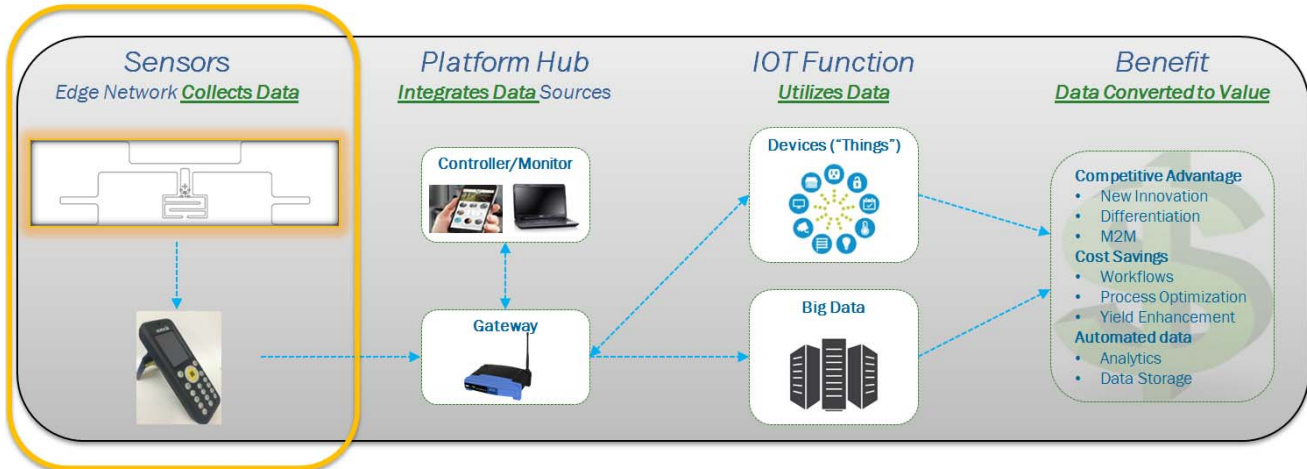 Sensors
Edge Network Collects Data
Platform Hub
Integrates Data Sources
IOT Function
Utilizes Data
Benefit
Data Converted to Value
Controller/Monitor
Gateway
Devices ("Things")
Big Data
Competitive Advantage
• New Innovation
• Differentiation
• M2M
Cost Savings
• Workflows
• Process Optimization
• Yield Enhancement
Automated data
• Analytics
• Data Storage